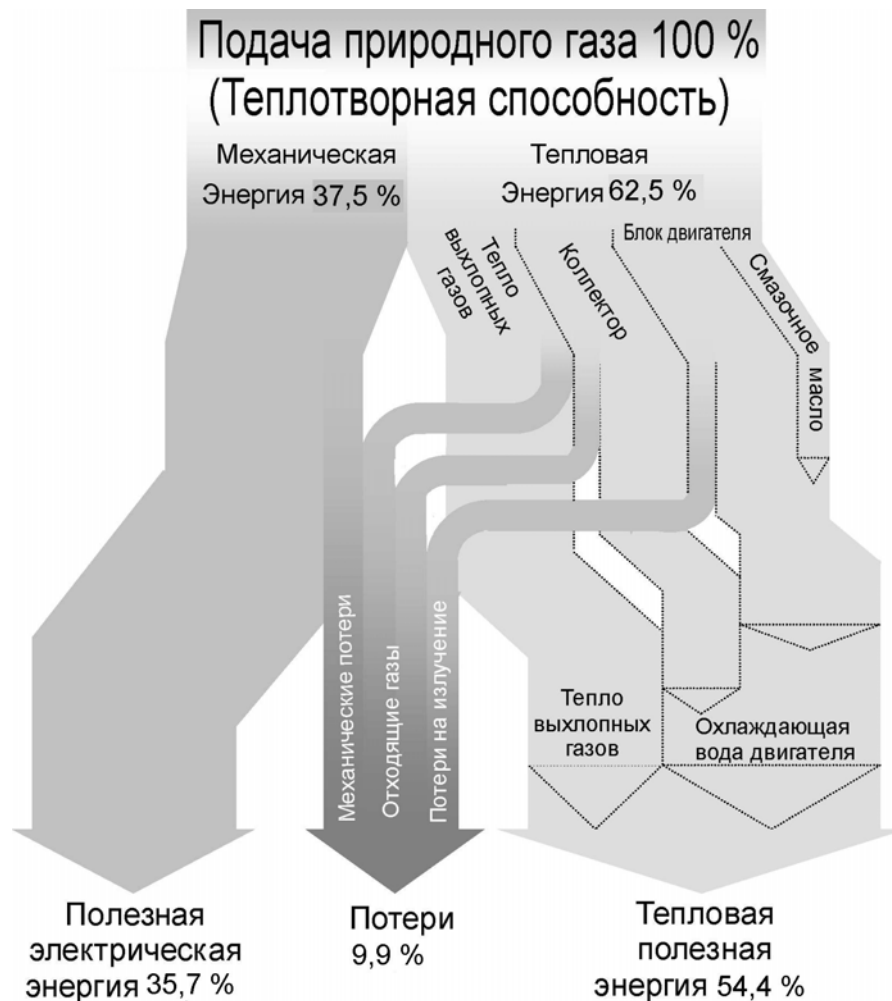 Подача природного газа 100 %
(Теплотворная способность)
Механическая
Энергия 37,5 %
Тепловая
Энергия 62,5 %
Тепло
выхлопных
газов
Коллектор
Блок двигателя
Смазочное
масло
Механические потери
Отходящие газы
Потери на излучение
Тепло
выхлопных
газов
Охлаждающая
вода двигателя
Полезная
электрическая
энергия 35,7 %
Потери
9,9 %
Тепловая
полезная
энергия 54,4 %